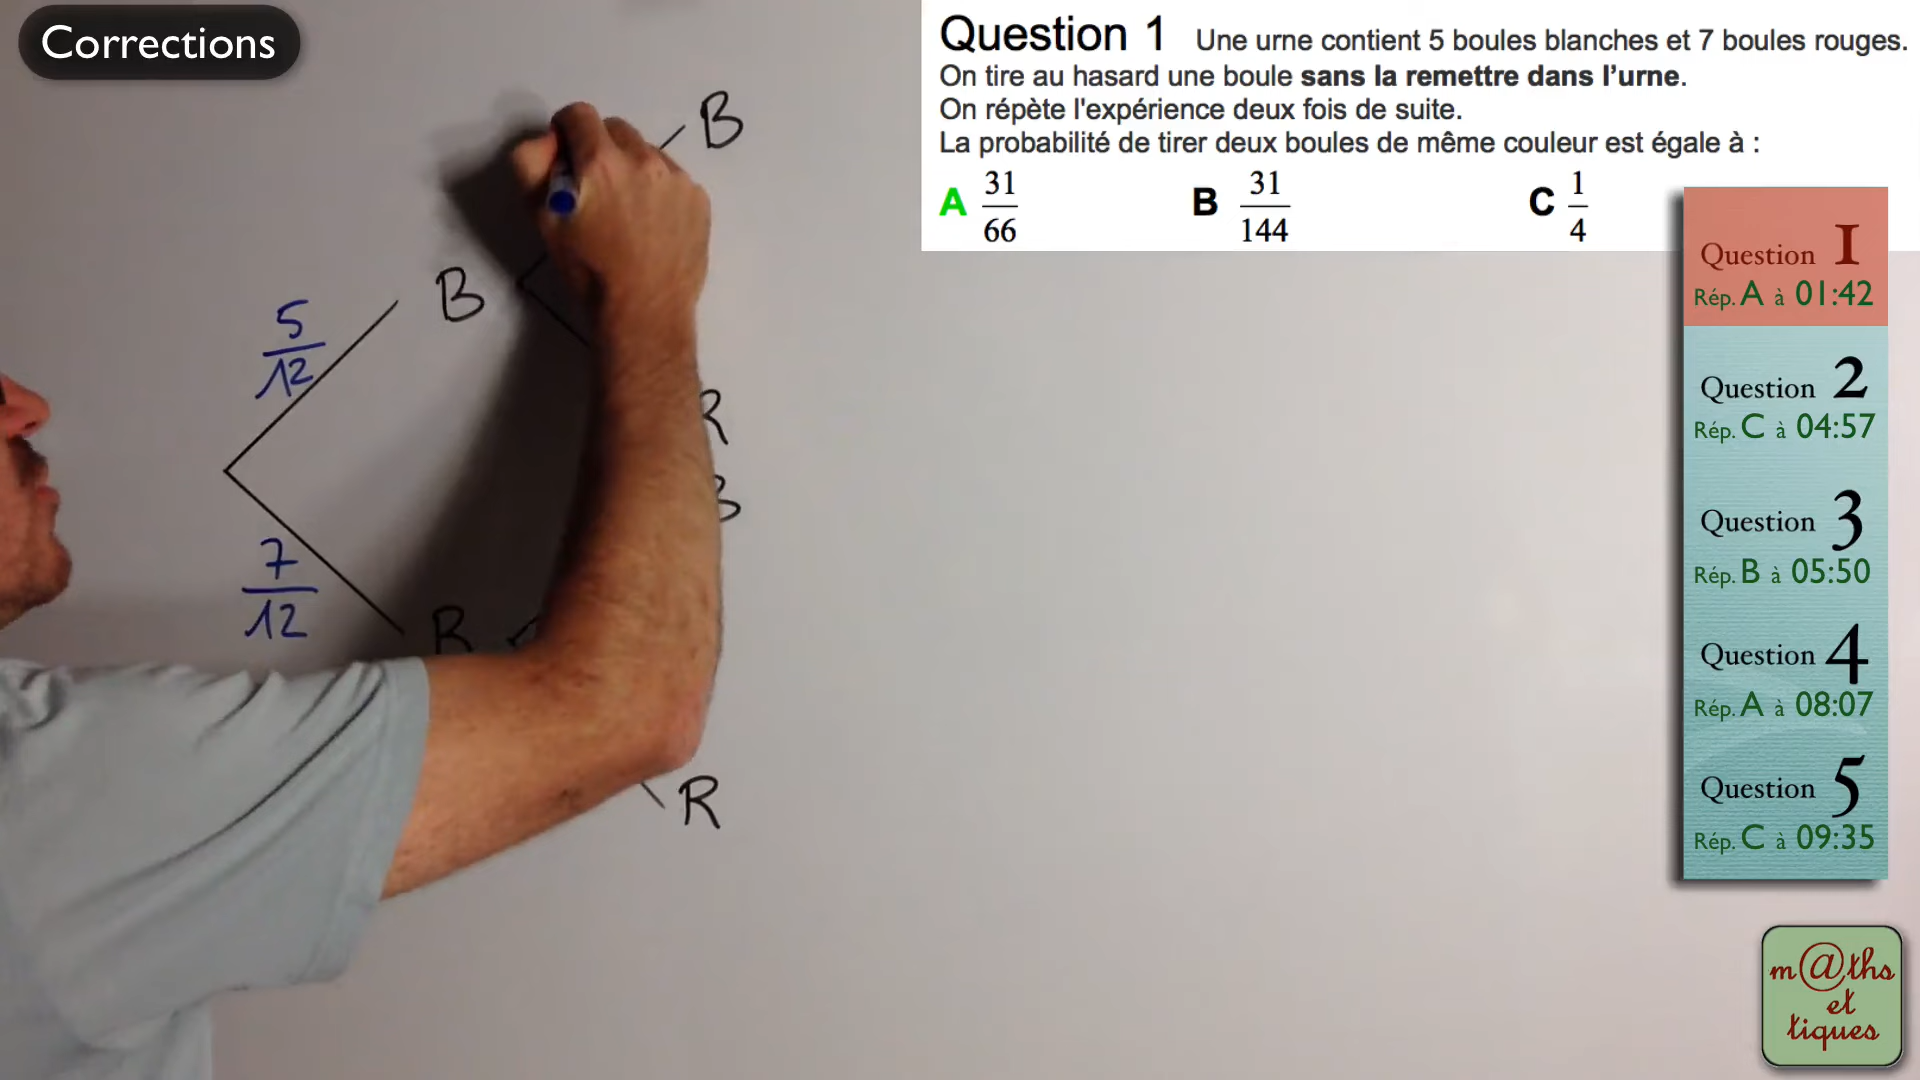 Corrections
Question 1 Une urne contient 5 boules blanches et 7 boules rouges.
On tire au hasard une boule sans la remettre dans l'urne.
On répète l'expérience deux fois de suite.
La probabilité de tirer deux boules de même couleur est égale à :
A 31/66 B 31/144 C 1/4
B
B
5/12
R
B
7/12
R
R
Question 1
Rép. A à 01:42
Question 2
Rép. C à 04:57
Question 3
Rép. B à 05:50
Question 4
Rép. A à 08:07
Question 5
Rép. C à 09:35
m@ths
et
tiques